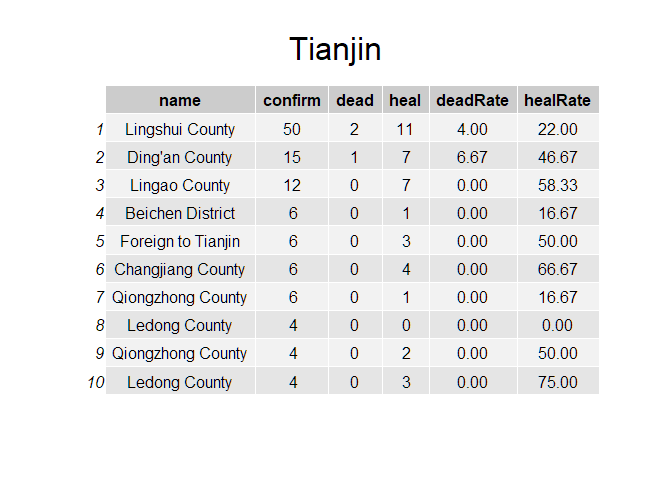 Tianjin
name confirm dead heal deadRate healRate
1 Lingshui County 50 2 11 4.00 22.00
2 Ding'an County 15 1 7 6.67 46.67
3 Lingao County 12 0 7 0.00 58.33
4 Beichen District 6 0 1 0.00 16.67
5 Foreign to Tianjin 6 0 3 0.00 50.00
6 Changjiang County 6 0 4 0.00 66.67
7 Qiongzhong County 6 0 1 0.00 16.67
8 Ledong County 4 0 0 0.00 0.00
9 Qiongzhong County 4 0 2 0.00 50.00
10 Ledong County 4 0 3 0.00 75.00